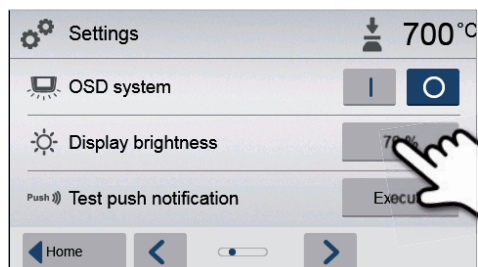 Settings
700°C
OSD system
I
O
Display brightness
Push Test push notification
Home